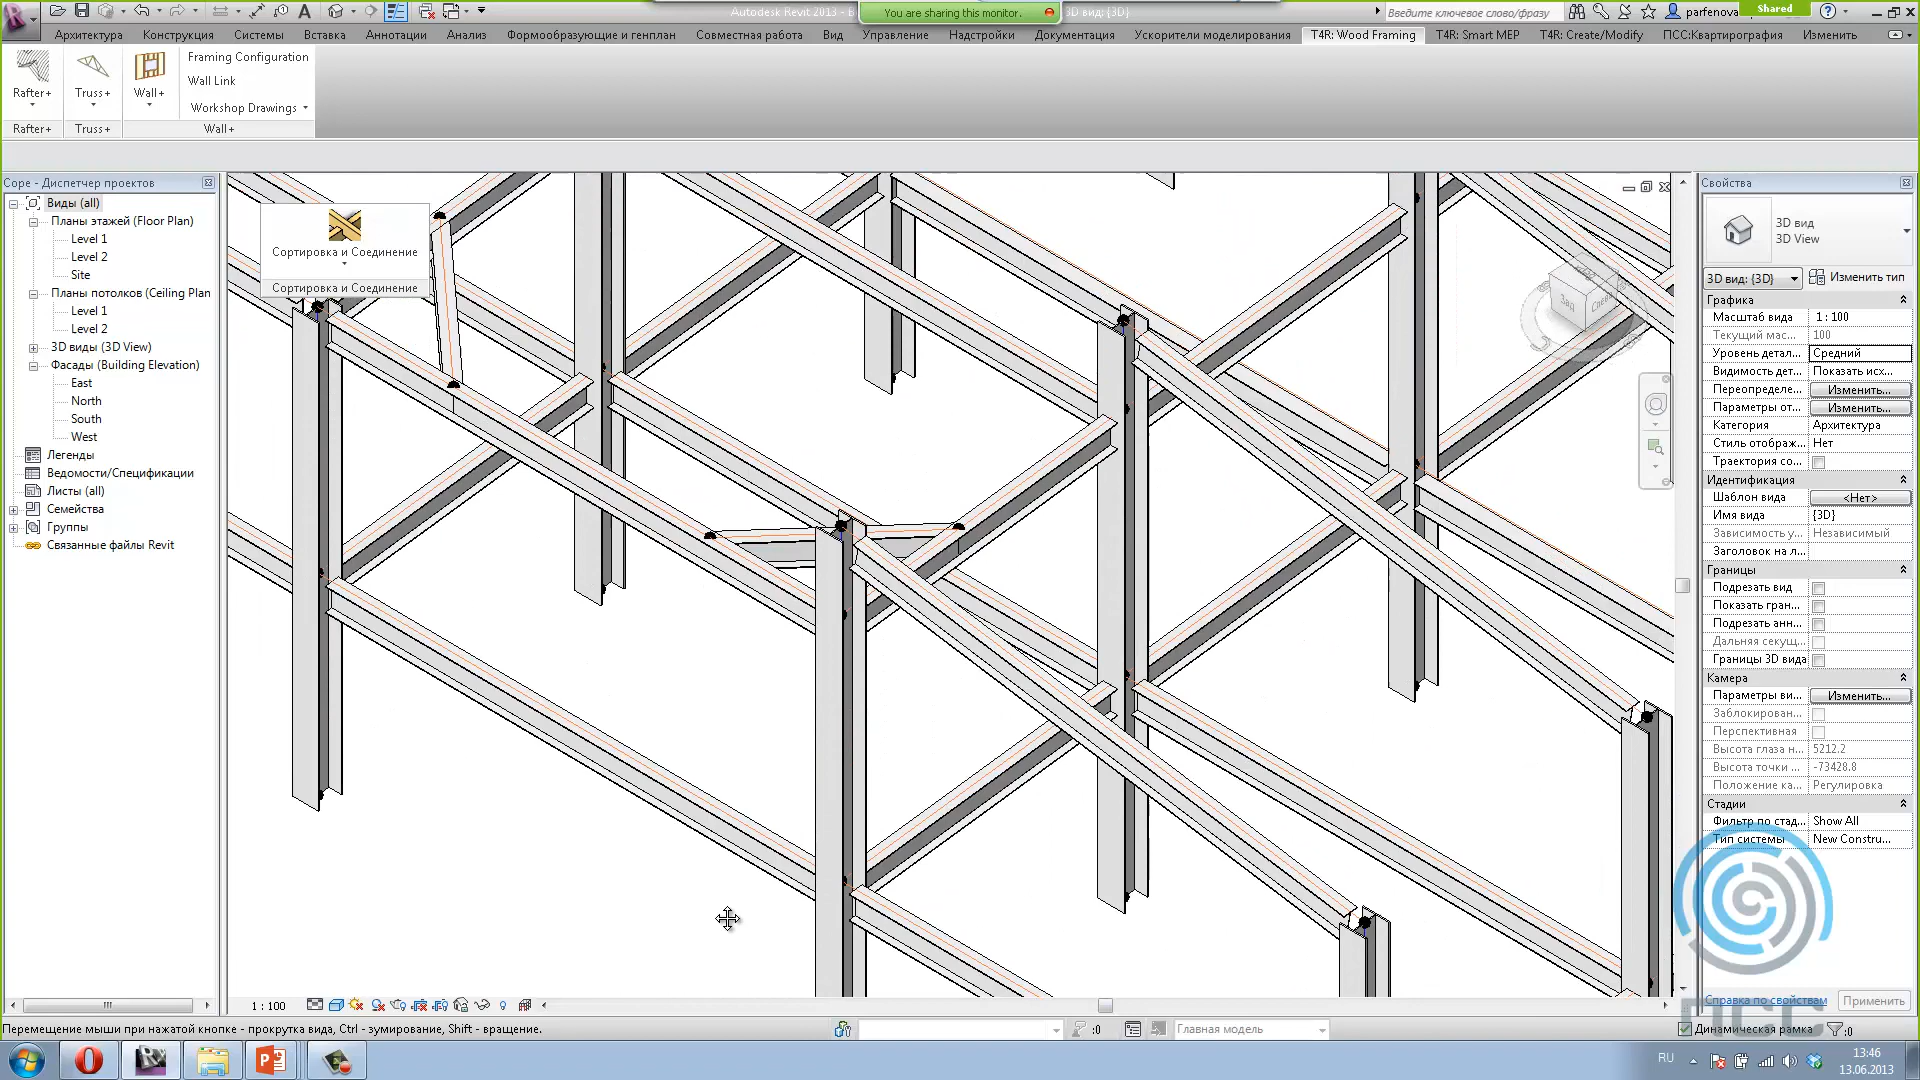 Autodesk Revit 2013 -
You are sharing this monitor.
3D вид: {3D}
Введите ключевое слово/фразу
parfenova
Shared
Архитектура
Конструкция
Системы
Вставка
Аннотации
Анализ
Формообразующие и генплан
Совместная работа
Вид
Управление
Надстройки
Документация
Ускорители моделирования
T4R: Wood Framing
T4R: Smart MEP
T4R: Create/Modify
ПСС:Квартирография
Изменить
Rafter+
Truss+
Wall+
Framing Configuration
Wall Link
Workshop Drawings
Rafter+
Truss+
Wall+
Cope - Диспетчер проектов
Виды (all)
Планы этажей (Floor Plan)
Level 1
Level 2
Site
Планы потолков (Ceiling Plan
Level 1
Level 2
3D виды (3D View)
Фасады (Building Elevation)
East
North
South
West
Легенды
Ведомости/Спецификации
Листы (all)
Семейства
Группы
Связанные файлы Revit
Сортировка и Соединение
Сортировка и Соединение
Свойства
3D вид
3D View
3D вид: {3D}
Изменить тип
Графика
Масштаб вида 1 : 100
Текущий мас... 100
Уровень детал... Средний
Видимость дет... Показать исх...
Переопределе... Изменить...
Параметры от... Изменить...
Категория Архитектура
Стиль отображ... Нет
Траектория со...
Идентификация
Шаблон вида <Нет>
Имя вида {3D}
Зависимость у... Независимый
Заголовок на л...
Границы
Подрезать вид
Показать гран...
Подрезать анн...
Дальняя секущ...
Границы 3D вида
Камера
Параметры ви... Изменить...
Заблокирован...
Перспективная
Высота глаза н... 5212.2
Высота точки ... -73428.8
Положение ка... Регулировка
Стадии
Фильтр по стад... Show All
Тип системы New Constru...
Справка по свойствам
Применить
ПСС
1 : 100
Перемещение мыши при нажатой кнопке - прокрутка вида, Ctrl - зумирование, Shift - вращение.
:0
Главная модель
Динамическая рамка
:0
RU
13:46
13.06.2013